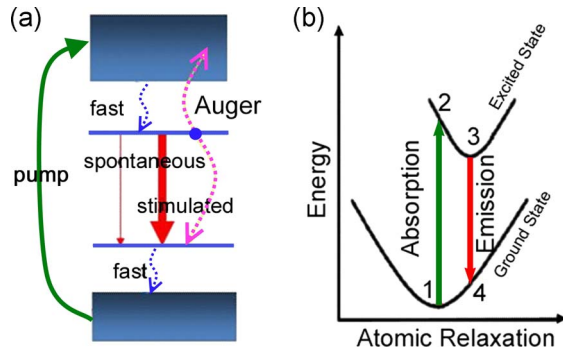 (a)
fast
Auger
spontaneous
pump
stimulated
fast
(b)
Energy
Absorption
Emission
Excited State
Ground State
1
2
3
4
Atomic Relaxation